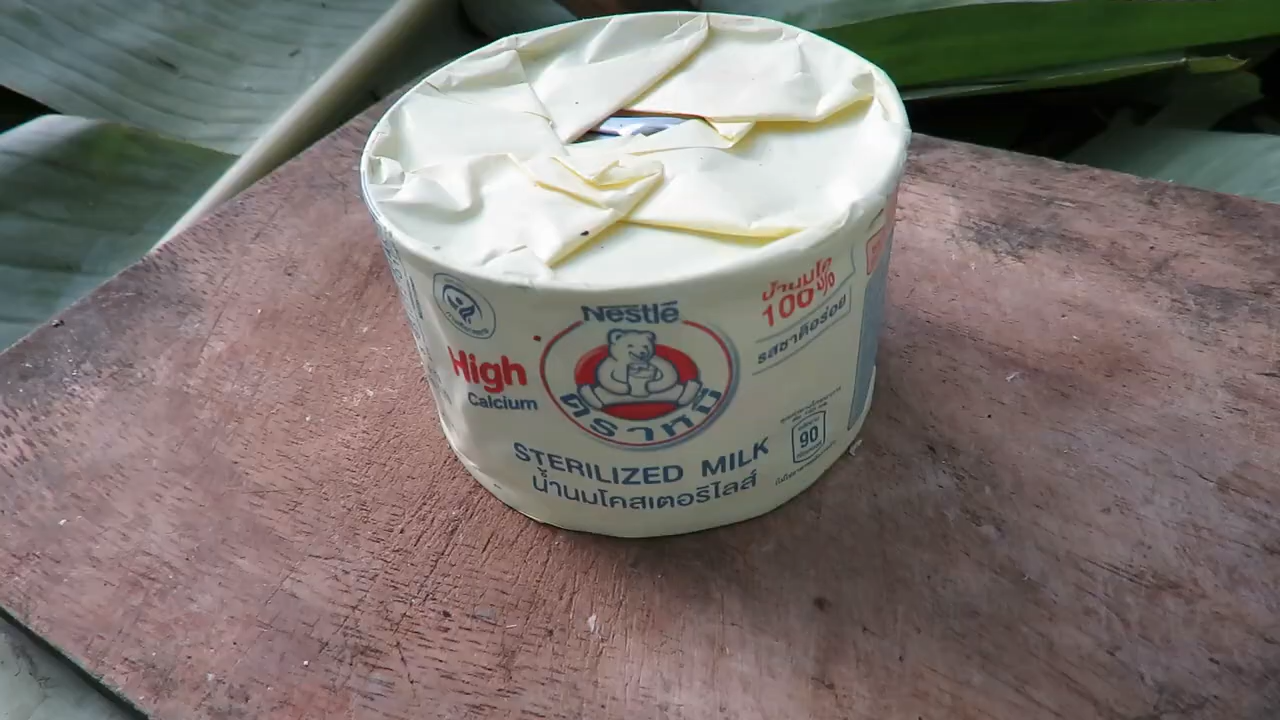 Nestlé
น้ำนมโค
100%
รสชาติอร่อย
High
Calcium
ตราหมี
90
STERILIZED MILK
น้ำนมโคสเตอริไลส์